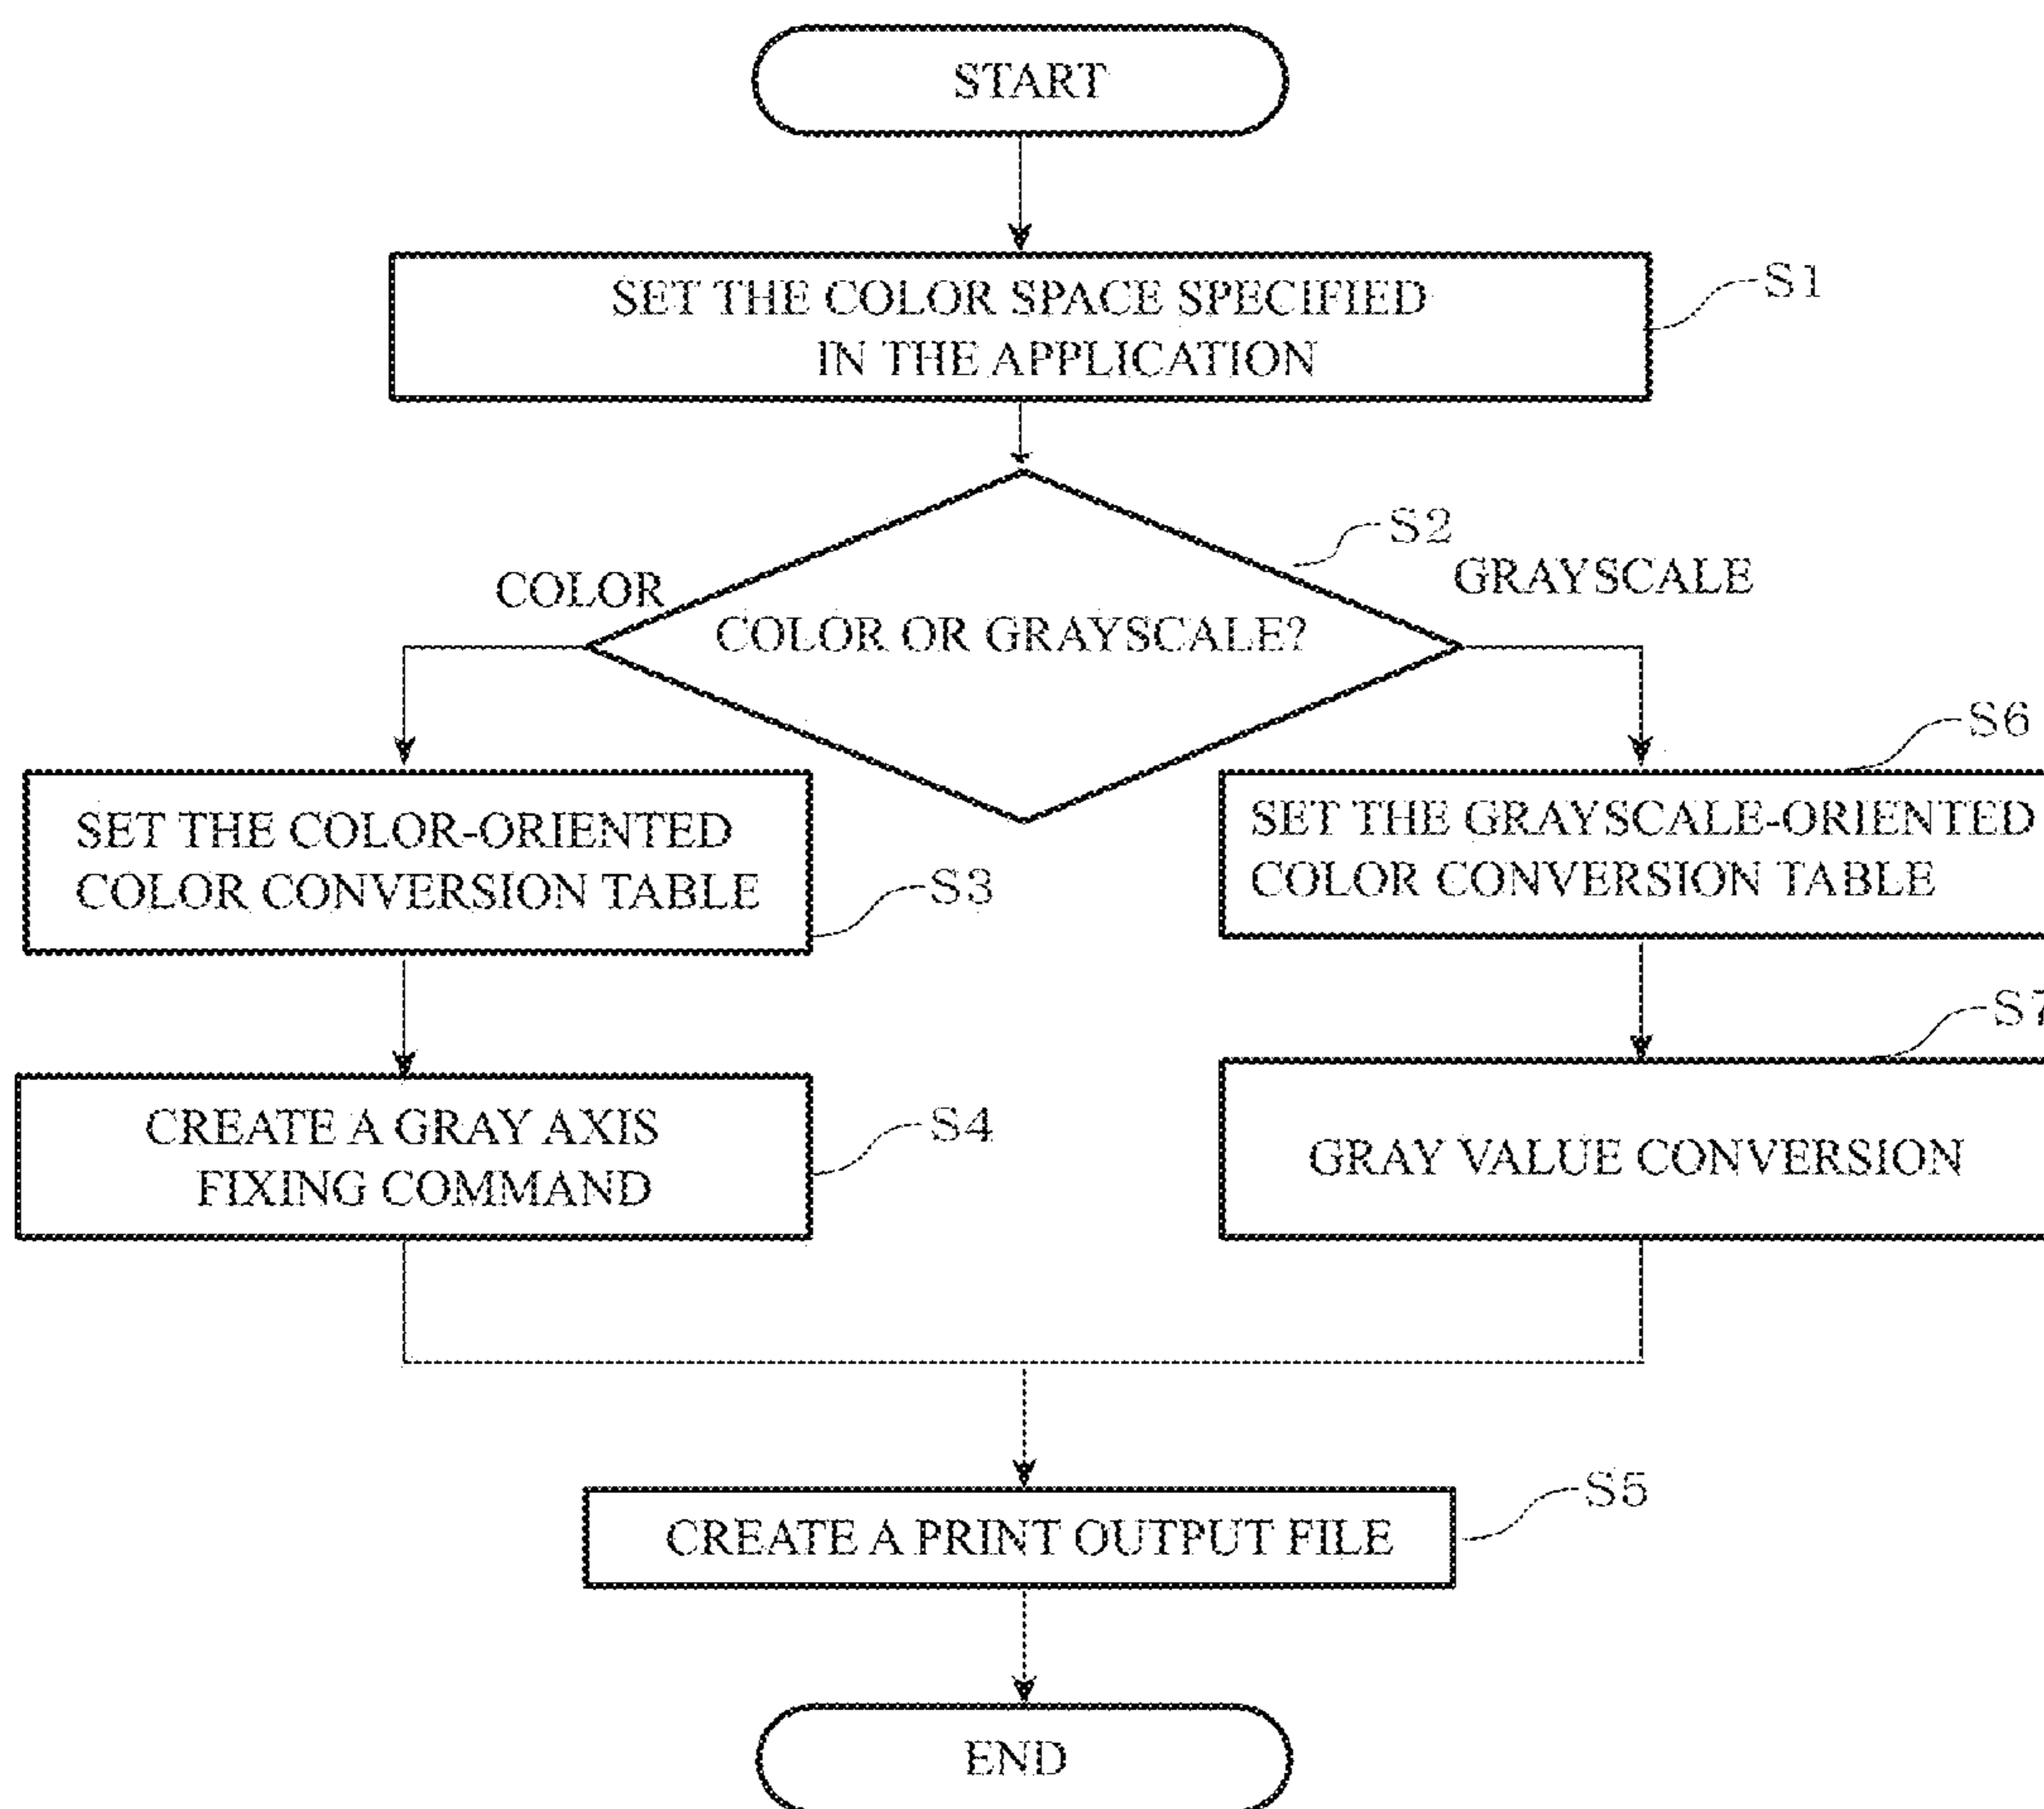 START
SET THE COLOR SPACE SPECIFIED
IN THE APPLICATION
S1
S2
COLOR
GRAYSCALE
COLOR OR GRAYSCALE?
S6
SET THE COLOR-ORIENTED
COLOR CONVERSION TABLE
S3
SET THE GRAYSCALE-ORIENTED
COLOR CONVERSION TABLE
S7
CREATE A GRAY AXIS
FIXING COMMAND
S4
GRAY VALUE CONVERSION
S5
CREATE A PRINT OUTPUT FILE
END